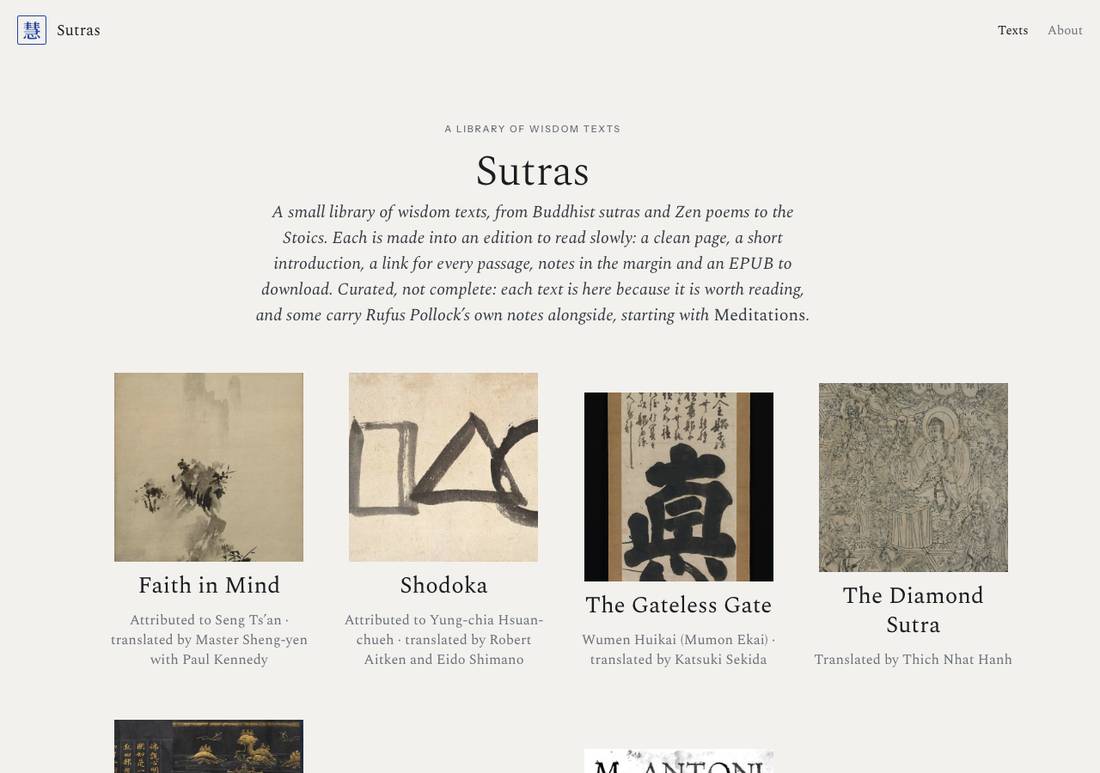 慧 Sutras
Texts About
A LIBRARY OF WISDOM TEXTS
Sutras
A small library of wisdom texts, from Buddhist sutras and Zen poems to the
Stoics. Each is made into an edition to read slowly: a clean page, a short
introduction, a link for every passage, notes in the margin and an EPUB to
download. Curated, not complete: each text is here because it is worth reading,
and some carry Rufus Pollock’s own notes alongside, starting with Meditations.
Faith in Mind
Attributed to Seng Ts’an ·
translated by Master Sheng-yen
with Paul Kennedy
Shodoka
Attributed to Yung-chia Hsuan-
chueh · translated by Robert
Aitken and Eido Shimano
真
The Gateless Gate
Wumen Huikai (Mumon Ekai) ·
translated by Katsuki Sekida
The Diamond
Sutra
Translated by Thich Nhat Hanh
M. ANTONI